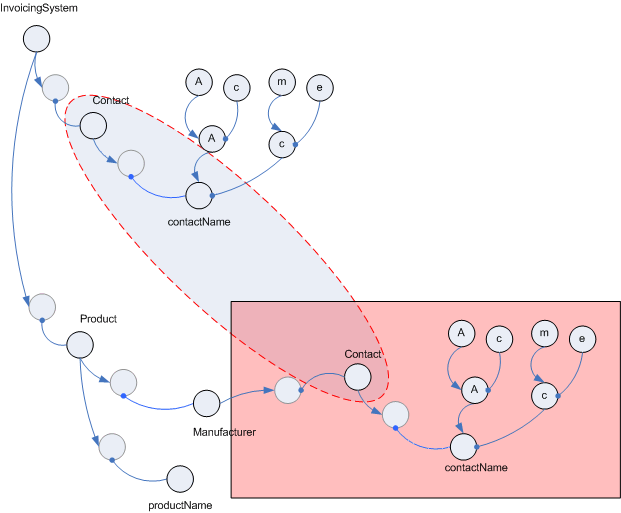 InvoicingSystem
A
c
m
e
Contact
A
c
contactName
Product
Contact
A
c
m
e
A
c
Manufacturer
contactName
productName